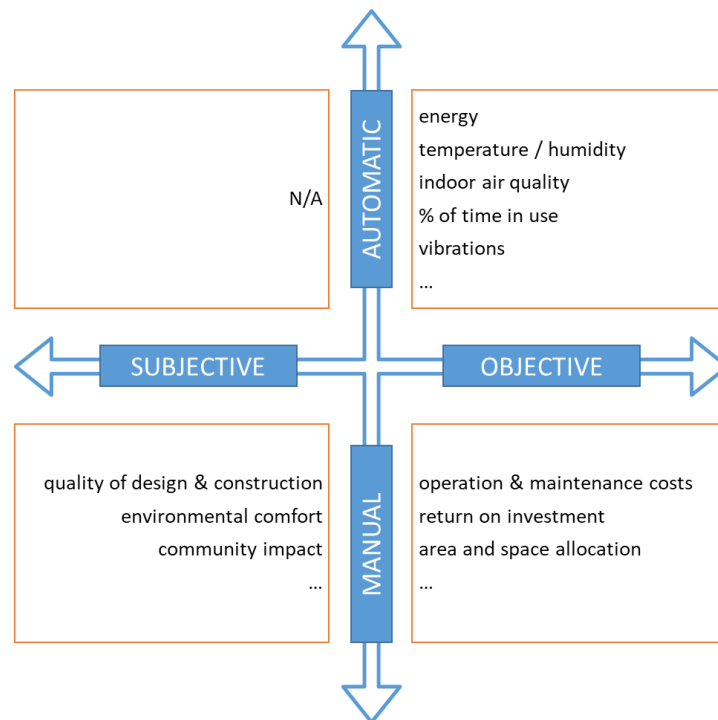 AUTOMATIC
N/A
energy
temperature / humidity
indoor air quality
% of time in use
vibrations
...
SUBJECTIVE
OBJECTIVE
quality of design & construction
environmental comfort
community impact
...
MANUAL
operation & maintenance costs
return on investment
area and space allocation
...